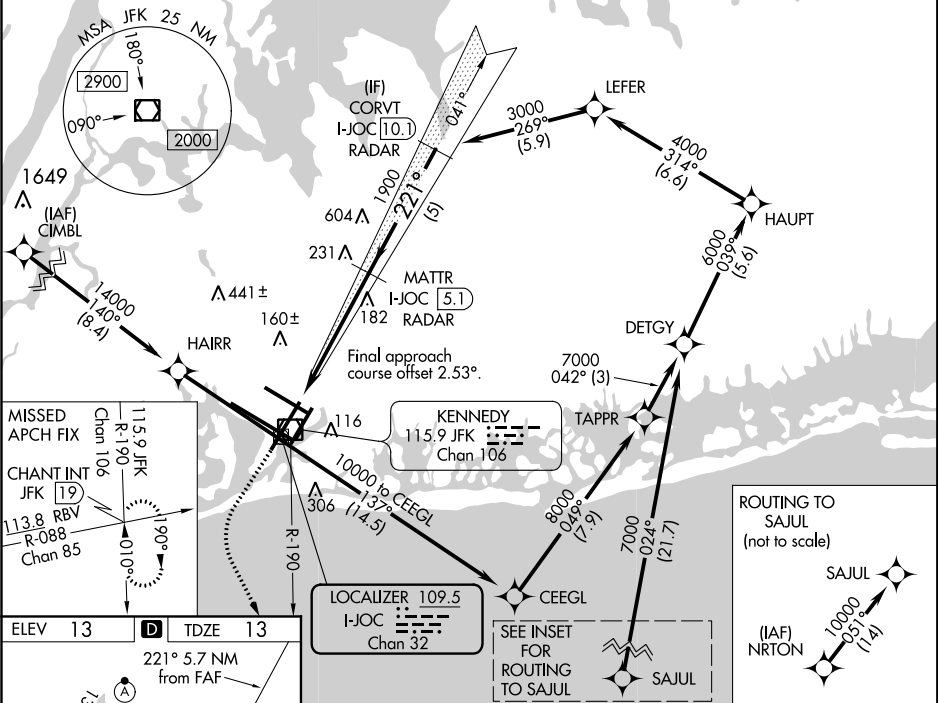 MSA JFK 25 NM
180°
2900
090°
2000
(IF)
CORVT
I-JOC 10.1
RADAR
041°
LEFER
3000
269°
(5.9)
4000
314°
(6.6)
HAUPT
1649
(IAF)
CIMBL
604
1900
221°
(5)
231
6000
039°
(5.6)
14000
140°
(8.4)
441±
MATTR
I-JOC 5.1
RADAR
182
160±
HAIRR
DETGY
Final approach
course offset 2.53°.
7000
042° (3)
TAPPR
MISSED
APCH FIX
115.9 JFK
R-190
Chan 106
CHANT INT
JFK 19
113.8 RBV
R-088
Chan 85
010°
190°
116
KENNEDY
115.9 JFK
Chan 106
10000 to CEEGL
137°
(14.5)
306
R-190
8000
049°
(7.9)
7000
024°
(21.7)
ROUTING TO
SAJUL
(not to scale)
SAJUL
10000
051°
(14)
(IAF)
NRTON
LOCALIZER 109.5
I-JOC
Chan 32
CEEGL
SEE INSET
FOR
ROUTING
TO SAJUL
SAJUL
ELEV 13
D
TDZE 13
221° 5.7 NM
from FAF
A